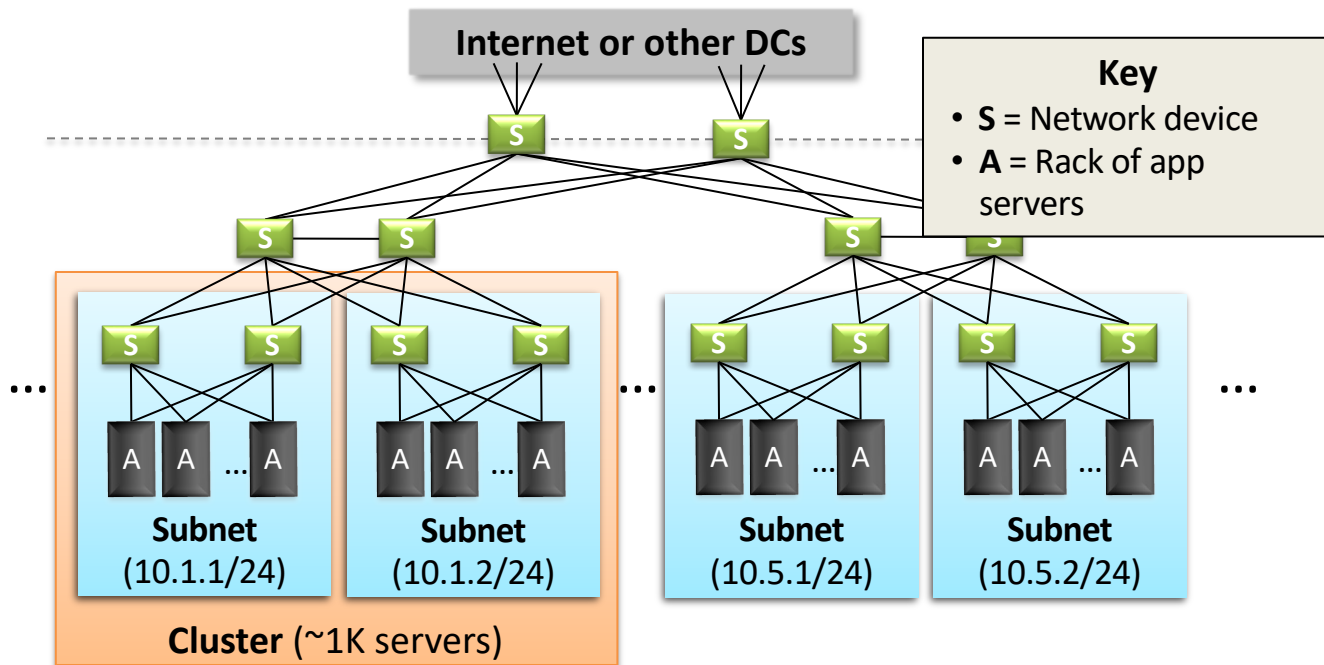 Internet or other DCs
Key
• S = Network device
• A = Rack of app
servers
S S
S S S S
S S S S S S S S
... ... ...
A A ... A A A ... A A A ... A A A ... A
Subnet Subnet Subnet Subnet
(10.1.1/24) (10.1.2/24) (10.5.1/24) (10.5.2/24)
Cluster (~1K servers)